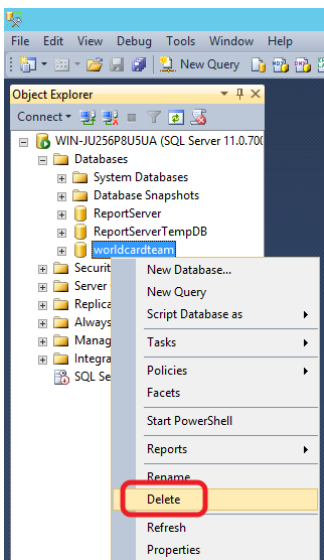 File Edit View Debug Tools Window Help
New Query
Object Explorer
Connect
WIN-JU256P8U5UA (SQL Server 11.0.700
Databases
System Databases
Database Snapshots
ReportServer
ReportServerTempDB
worldcardteam
Securit
Server
Replica
Always
Manag
Integra
SQL Se
New Database...
New Query
Script Database as
Tasks
Policies
Facets
Start PowerShell
Reports
Rename
Delete
Refresh
Properties